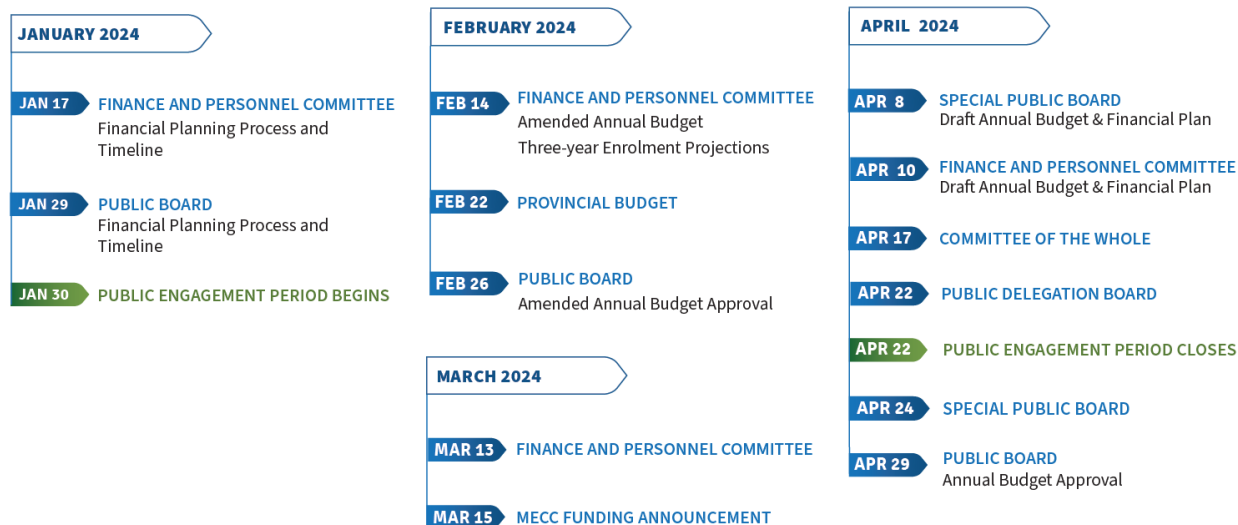 JANUARY 2024
JAN 17
FINANCE AND PERSONNEL COMMITTEE
Financial Planning Process and
Timeline
JAN 29
PUBLIC BOARD
Financial Planning Process and
Timeline
JAN 30
PUBLIC ENGAGEMENT PERIOD BEGINS
FEBRUARY 2024
FEB 14
FINANCE AND PERSONNEL COMMITTEE
Amended Annual Budget
Three-year Enrolment Projections
FEB 22
PROVINCIAL BUDGET
FEB 26
PUBLIC BOARD
Amended Annual Budget Approval
MARCH 2024
MAR 13
FINANCE AND PERSONNEL COMMITTEE
MAR 15
MECC FUNDING ANNOUNCEMENT
APRIL 2024
APR 8
SPECIAL PUBLIC BOARD
Draft Annual Budget & Financial Plan
APR 10
FINANCE AND PERSONNEL COMMITTEE
Draft Annual Budget & Financial Plan
APR 17
COMMITTEE OF THE WHOLE
APR 22
PUBLIC DELEGATION BOARD
APR 22
PUBLIC ENGAGEMENT PERIOD CLOSES
APR 24
SPECIAL PUBLIC BOARD
APR 29
PUBLIC BOARD
Annual Budget Approval